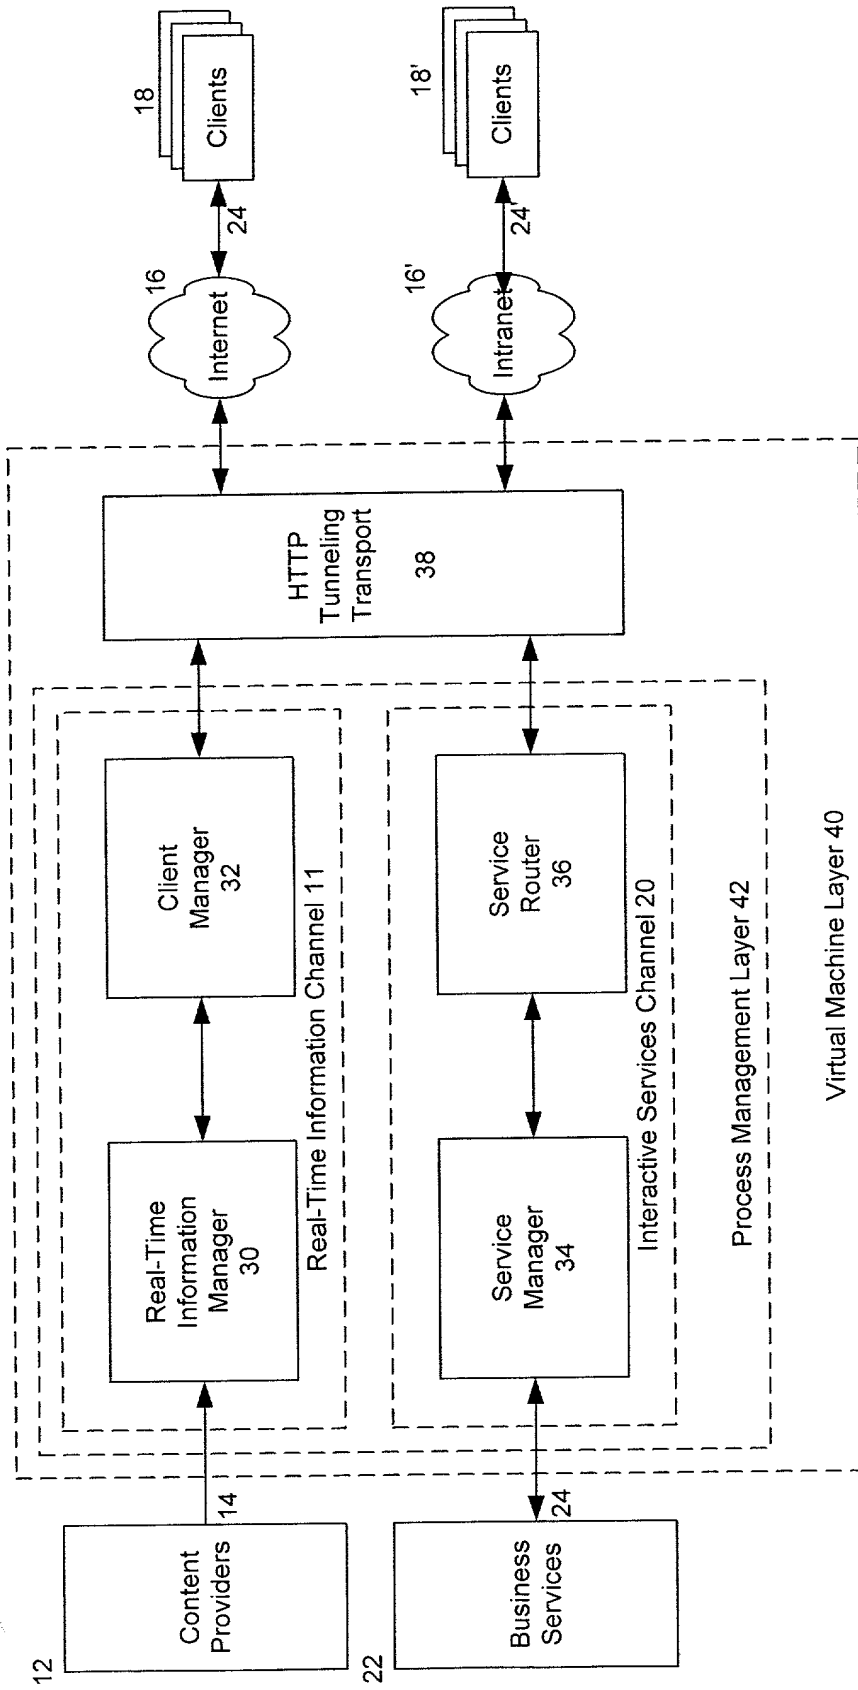 12
Content
Providers
14
Real-Time
Information
Manager
30
Client
Manager
32
Real-Time Information Channel 11
22
Business
Services
24
Service
Manager
34
Service
Router
36
Interactive Services Channel 20
Process Management Layer 42
Virtual Machine Layer 40
HTTP
Tunneling
Transport
38
16
Internet
24
18
Clients
16'
Intranet
24'
18'
Clients